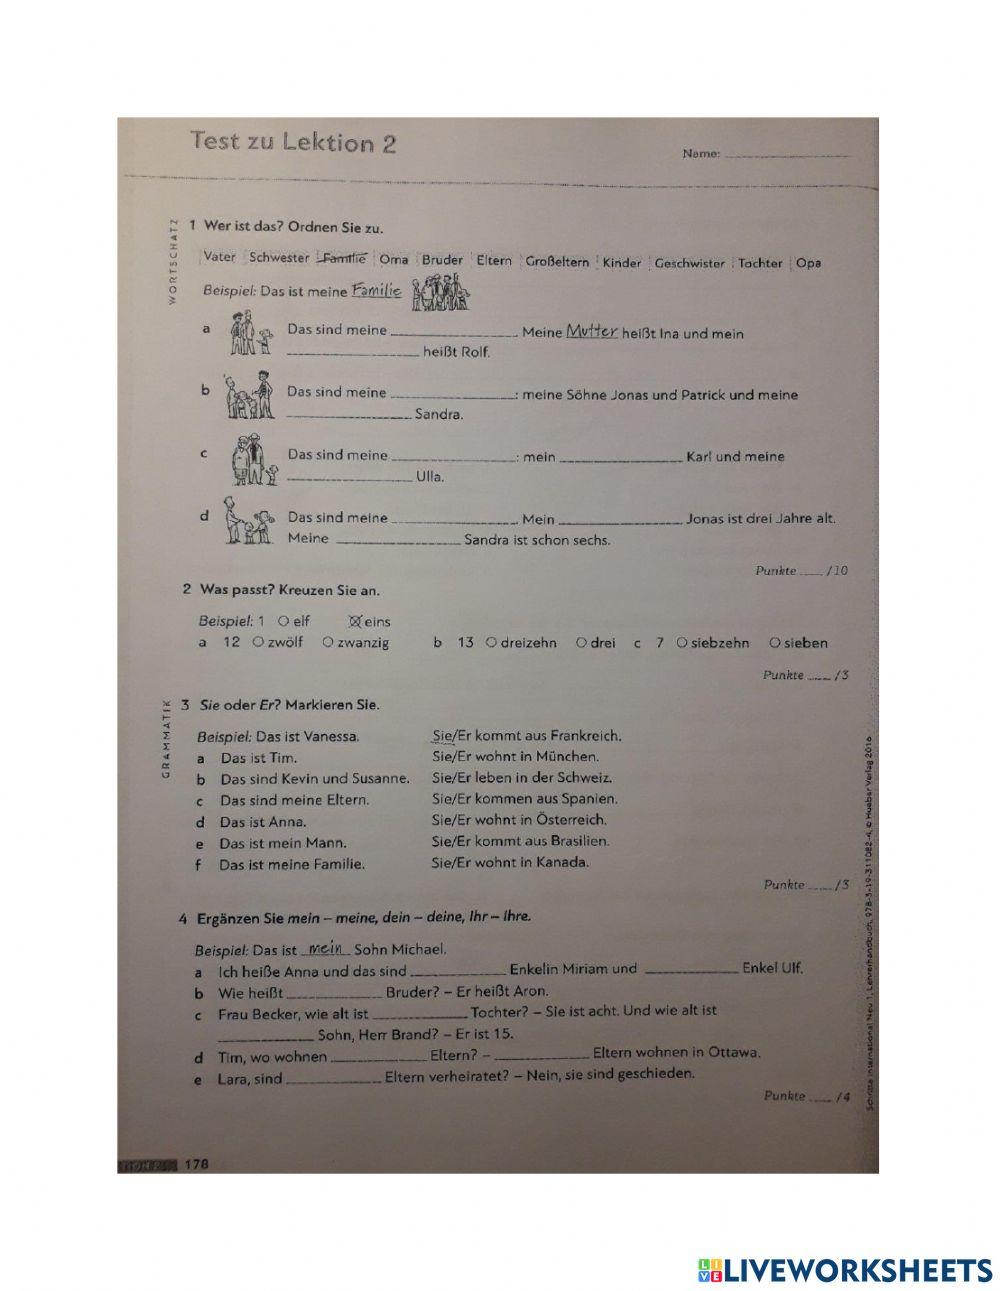 Test zu Lektion 2
Name: ____________
WORTSCHATZ
1 Wer ist das? Ordnen Sie zu.
Vater Schwester Familie Oma Bruder Eltern Großeltern Kinder Geschwister Tochter Opa
Beispiel: Das ist meine Familie
a Das sind meine ____________. Meine Mutter heißt Ina und mein
____________ heißt Rolf.
b Das sind meine ____________: meine Söhne Jonas und Patrick und meine
____________ Sandra.
c Das sind meine ____________: mein ____________ Karl und meine
____________ Ulla.
d Das sind meine ____________. Mein ____________ Jonas ist drei Jahre alt.
Meine ____________ Sandra ist schon sechs.
Punkte ____ /10
2 Was passt? Kreuzen Sie an.
Beispiel: 1 ○ elf ⊗ eins
a 12 ○ zwölf ○ zwanzig b 13 ○ dreizehn ○ drei c 7 ○ siebzehn ○ sieben
Punkte ____ /3
GRAMMATIK
3 Sie oder Er? Markieren Sie.
Beispiel: Das ist Vanessa. Sie/Er kommt aus Frankreich.
a Das ist Tim. Sie/Er wohnt in München.
b Das sind Kevin und Susanne. Sie/Er leben in der Schweiz.
c Das sind meine Eltern. Sie/Er kommen aus Spanien.
d Das ist Anna. Sie/Er wohnt in Österreich.
e Das ist mein Mann. Sie/Er kommt aus Brasilien.
f Das ist meine Familie. Sie/Er wohnt in Kanada.
Punkte ____ /3
4 Ergänzen Sie mein – meine, dein – deine, Ihr – Ihre.
Beispiel: Das ist mein Sohn Michael.
a Ich heiße Anna und das sind ____________ Enkelin Miriam und ____________ Enkel Ulf.
b Wie heißt ____________ Bruder? – Er heißt Aron.
c Frau Becker, wie alt ist ____________ Tochter? – Sie ist acht. Und wie alt ist
____________ Sohn, Herr Brand? – Er ist 15.
d Tim, wo wohnen ____________ Eltern? – ____________ Eltern wohnen in Ottawa.
e Lara, sind ____________ Eltern verheiratet? – Nein, sie sind geschieden.
Punkte ____ /4
Schritte international Neu 1, Lehrerhandbuch, 978-3-19-311082-4, © Hueber Verlag 2016
178
LIVEWORKSHEETS